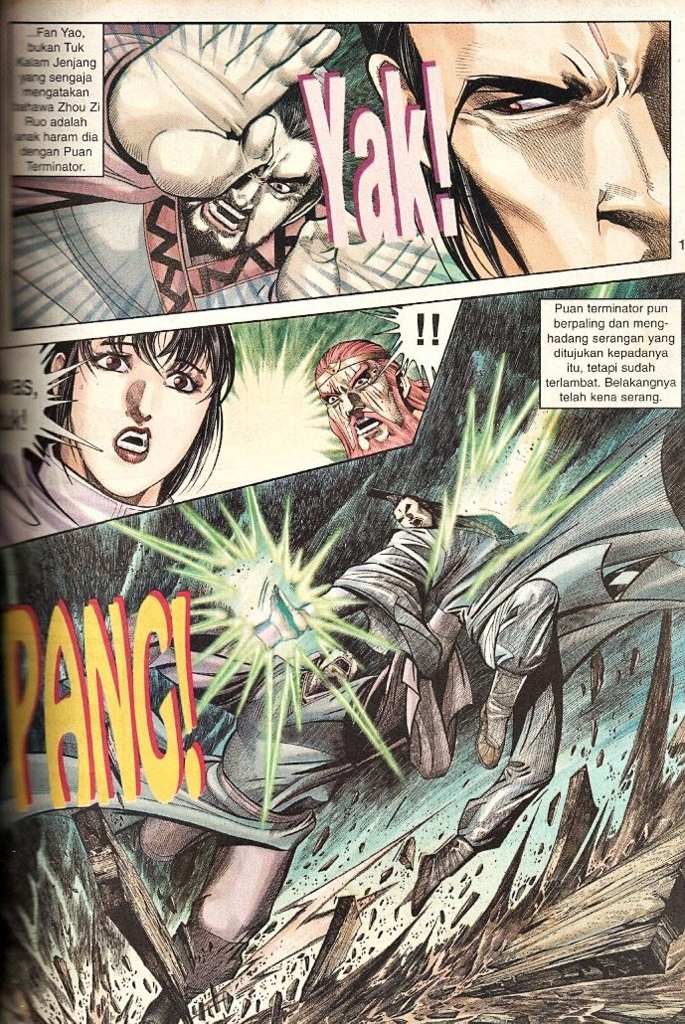 ...Fan Yao,
bukan Tuk
Kalam Jenjang
yang sengaja
mengatakan
bahawa Zhou Zi
Ruo adalah
anak haram dia
dengan Puan
Terminator.
Yak!
1
!!
Puan terminator pun
berpaling dan meng-
hadang serangan yang
ditujukan kepadanya
itu, tetapi sudah
terlambat. Belakangnya
telah kena serang.
PANG!